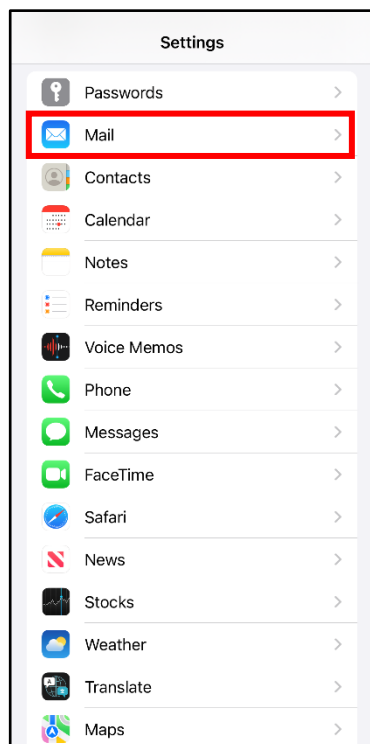 Settings
Passwords
Mail
Contacts
Calendar
Notes
Reminders
Voice Memos
Phone
Messages
FaceTime
Safari
News
Stocks
Weather
Translate
Maps